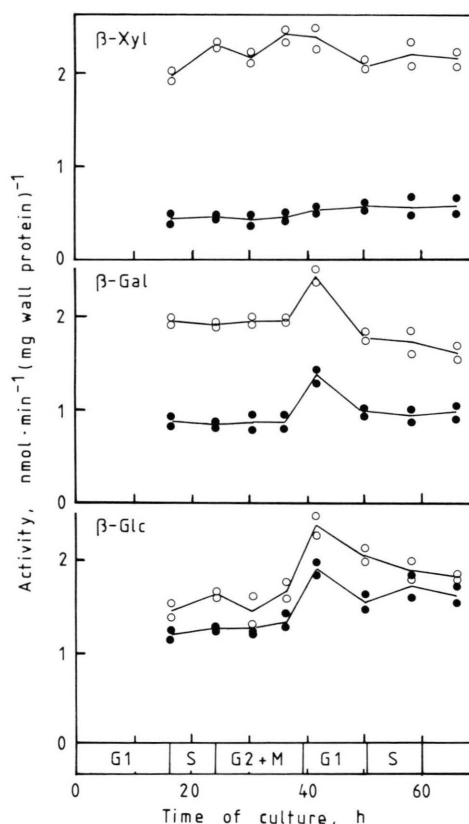 β-Xyl
2
1
0
β-Gal
2
1
0
β-Glc
2
1
0
Activity, nmol·min⁻¹ (mg wall protein)⁻¹
G1 S G2+M G1 S
0 20 40 60
Time of culture, h